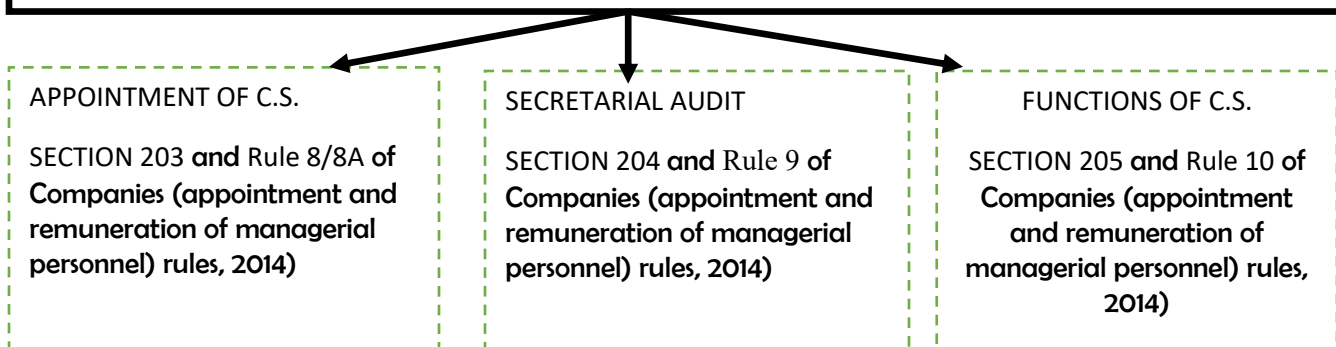 APPOINTMENT OF C.S.
SECTION 203 and Rule 8/8A of
Companies (appointment and
remuneration of managerial
personnel) rules, 2014)
SECRETARIAL AUDIT
SECTION 204 and Rule 9 of
Companies (appointment and
remuneration of managerial
personnel) rules, 2014)
FUNCTIONS OF C.S.
SECTION 205 and Rule 10 of
Companies (appointment
and remuneration of
managerial personnel) rules,
2014)